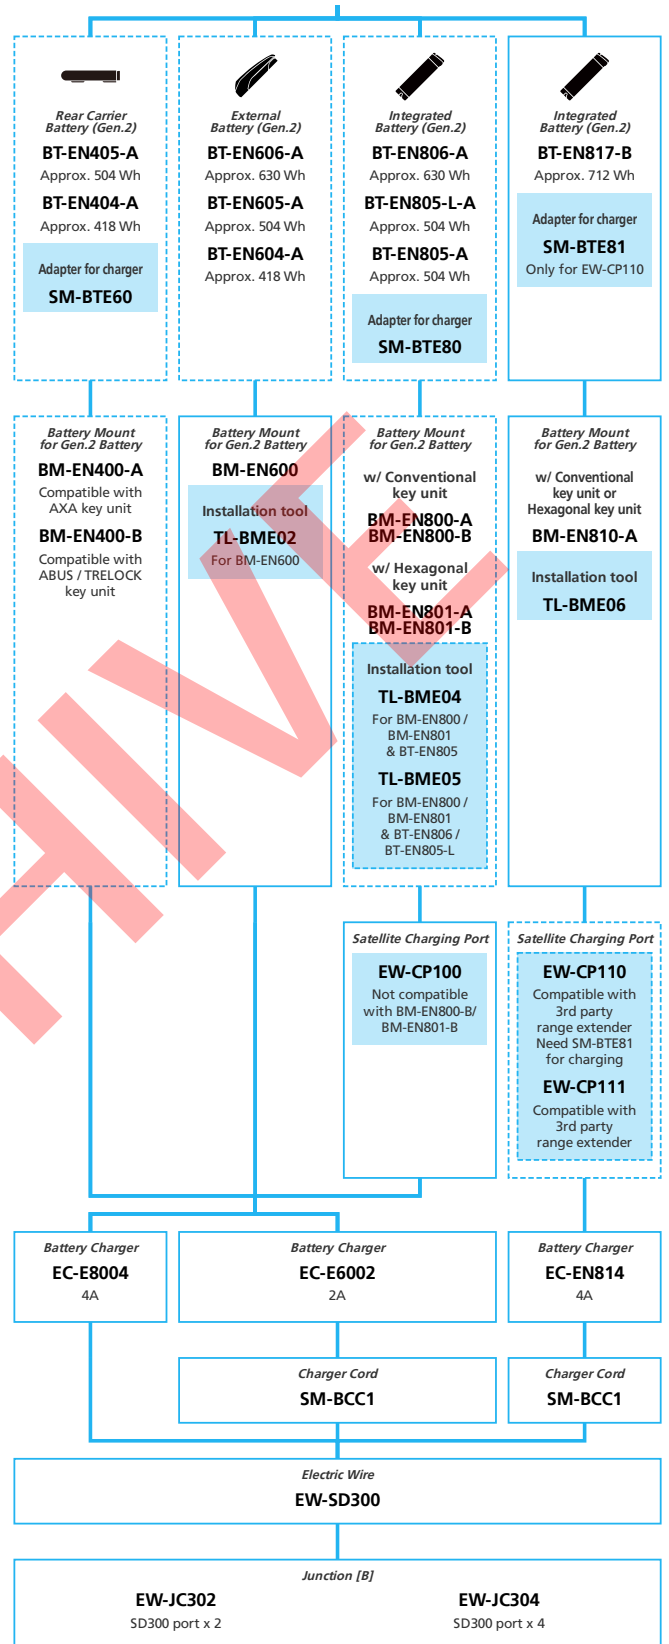 Rear Carrier
Battery (Gen.2)
BT-EN405-A
Approx. 504 Wh
BT-EN404-A
Approx. 418 Wh
Adapter for charger
SM-BTE60
External
Battery (Gen.2)
BT-EN606-A
Approx. 630 Wh
BT-EN605-A
Approx. 504 Wh
BT-EN604-A
Approx. 418 Wh
Integrated
Battery (Gen.2)
BT-EN806-A
Approx. 630 Wh
BT-EN805-L-A
Approx. 504 Wh
BT-EN805-A
Approx. 504 Wh
Adapter for charger
SM-BTE80
Integrated
Battery (Gen.2)
BT-EN817-B
Approx. 712 Wh
Adapter for charger
SM-BTE81
Only for EW-CP110
Battery Mount
for Gen.2 Battery
BM-EN400-A
Compatible with
AXA key unit
BM-EN400-B
Compatible with
ABUS / TRELOCK
key unit
Battery Mount
for Gen.2 Battery
BM-EN600
Installation tool
TL-BME02
For BM-EN600
Battery Mount
for Gen.2 Battery
w/ Conventional
key unit
BM-EN800-A
BM-EN800-B
w/ Hexagonal
key unit
BM-EN801-A
BM-EN801-B
Installation tool
TL-BME04
For BM-EN800 /
BM-EN801
& BT-EN805
TL-BME05
For BM-EN800 /
BM-EN801
& BT-EN806 /
BT-EN805-L
Battery Mount
for Gen.2 Battery
w/ Conventional
key unit or
Hexagonal key unit
BM-EN810-A
Installation tool
TL-BME06
Satellite Charging Port
EW-CP100
Not compatible
with BM-EN800-B/
BM-EN801-B
Satellite Charging Port
EW-CP110
Compatible with
3rd party
range extender
Need SM-BTE81
for charging
EW-CP111
Compatible with
3rd party
range extender
Battery Charger
EC-E8004
4A
Battery Charger
EC-E6002
2A
Battery Charger
EC-EN814
4A
Charger Cord
SM-BCC1
Charger Cord
SM-BCC1
Electric Wire
EW-SD300
Junction [B]
EW-JC302
SD300 port x 2
EW-JC304
SD300 port x 4
HIVE